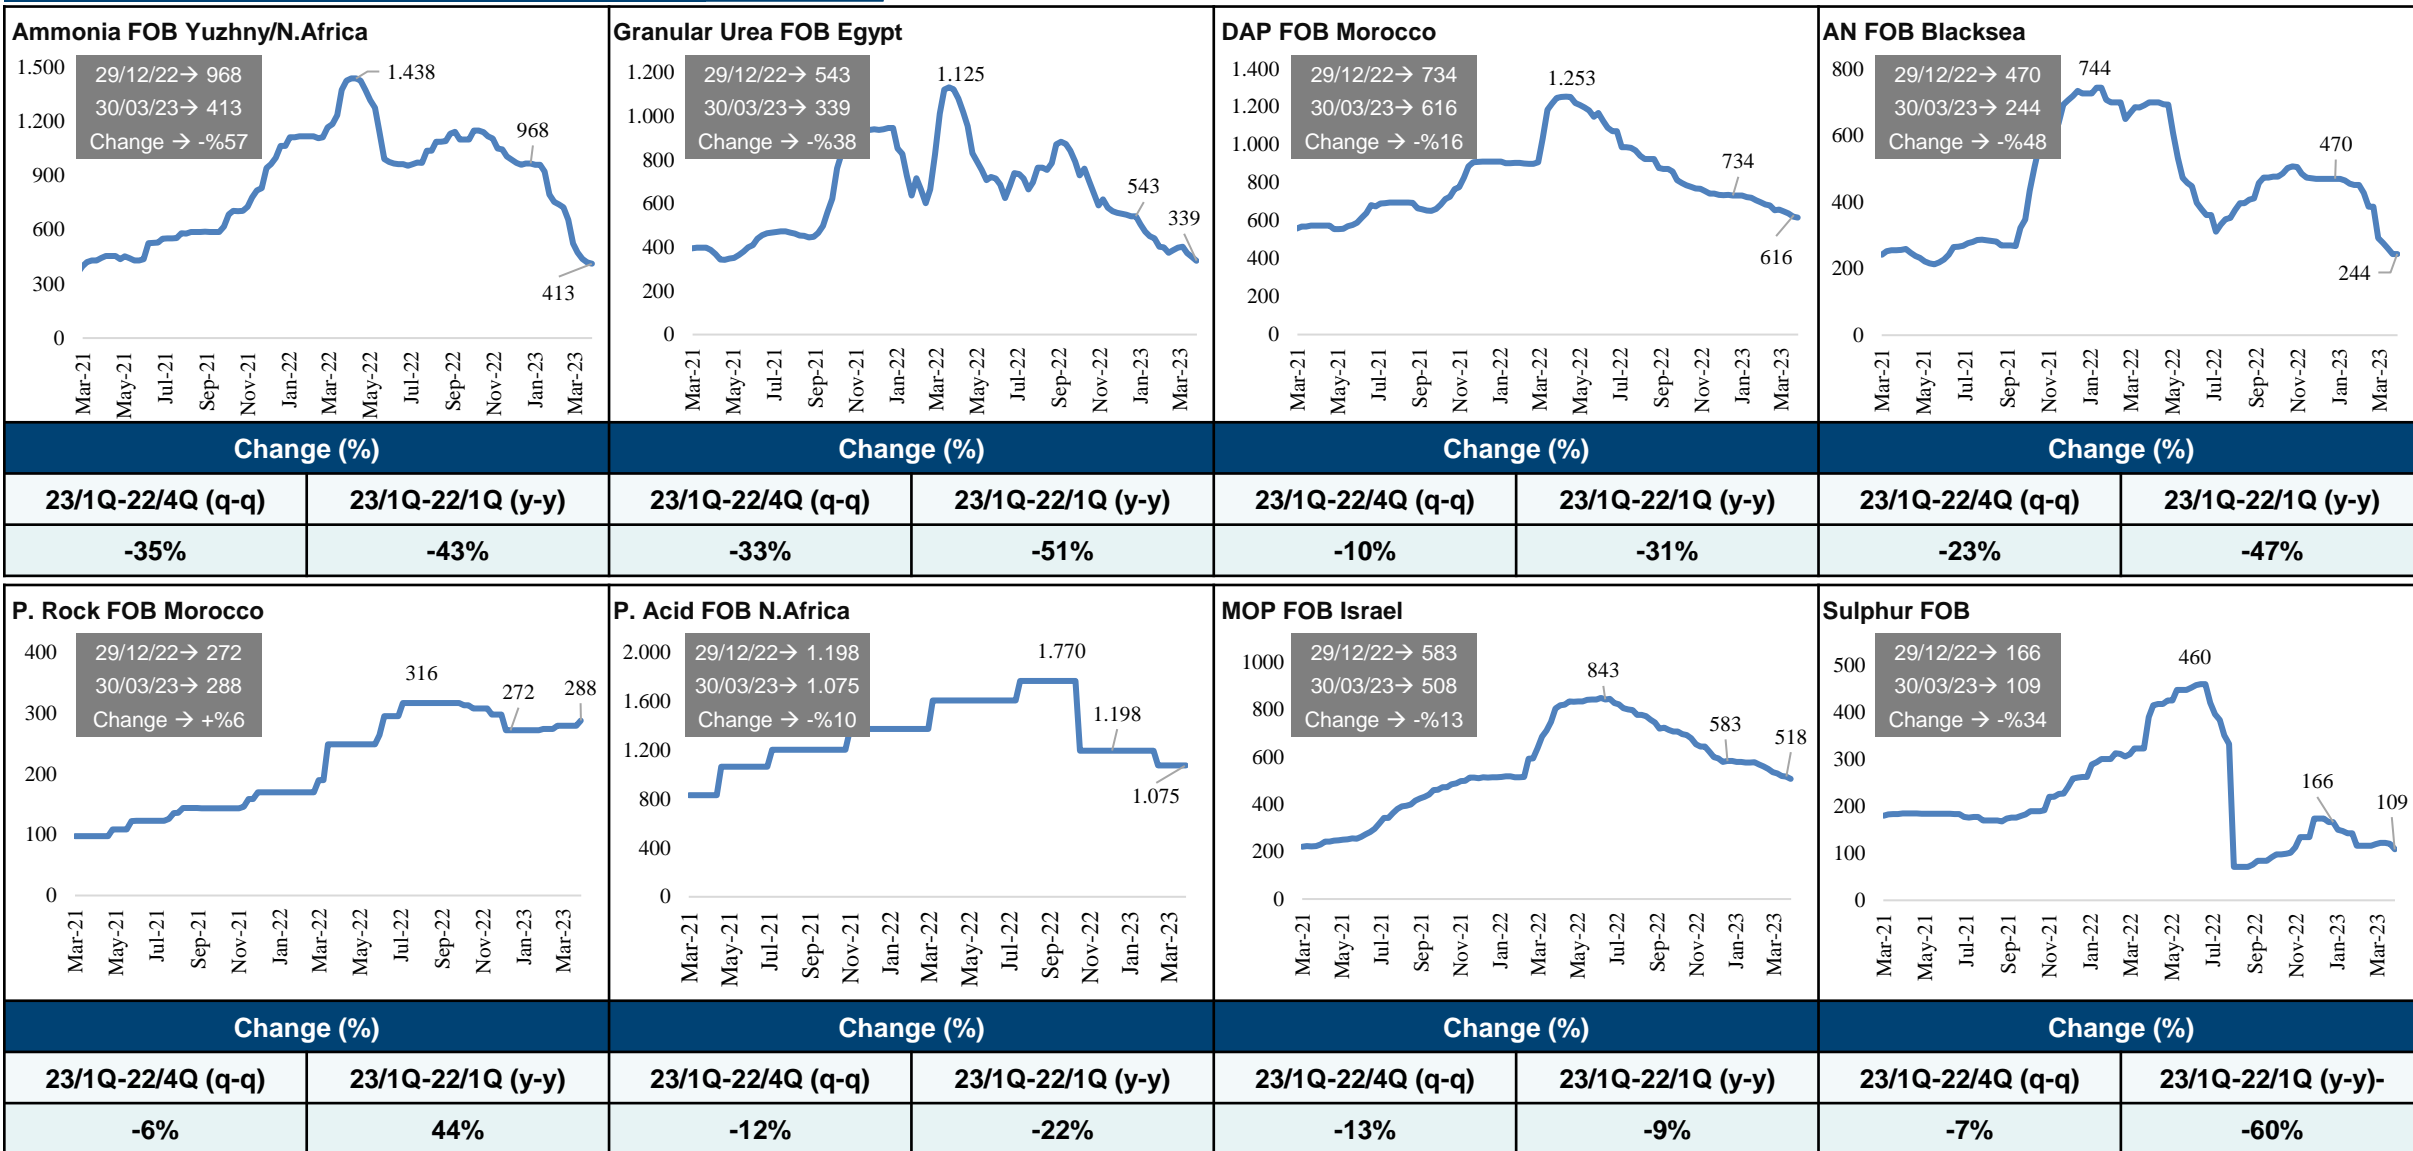 Ammonia FOB Yuzhny/N.Africa
29/12/22→ 968
30/03/23→ 413
Change → -%57
1.500
1.200
900
600
300
0
1.438
968
413
Mar-21
May-21
Jul-21
Sep-21
Nov-21
Jan-22
Mar-22
May-22
Jul-22
Sep-22
Nov-22
Jan-23
Mar-23
Granular Urea FOB Egypt
29/12/22→ 543
30/03/23→ 339
Change → -%38
1.200
1.000
800
600
400
200
0
1.125
543
339
Mar-21
May-21
Jul-21
Sep-21
Nov-21
Jan-22
Mar-22
May-22
Jul-22
Sep-22
Nov-22
Jan-23
Mar-23
DAP FOB Morocco
29/12/22→ 734
30/03/23→ 616
Change → -%16
1.400
1.200
1.000
800
600
400
200
0
1.253
734
616
Mar-21
May-21
Jul-21
Sep-21
Nov-21
Jan-22
Mar-22
May-22
Jul-22
Sep-22
Nov-22
Jan-23
Mar-23
AN FOB Blacksea
29/12/22→ 470
30/03/23→ 244
Change → -%48
800
600
400
200
0
744
470
244
Mar-21
May-21
Jul-21
Sep-21
Nov-21
Jan-22
Mar-22
May-22
Jul-22
Sep-22
Nov-22
Jan-23
Mar-23
Change (%)
Change (%)
Change (%)
Change (%)
23/1Q-22/4Q (q-q) 23/1Q-22/1Q (y-y) 23/1Q-22/4Q (q-q) 23/1Q-22/1Q (y-y) 23/1Q-22/4Q (q-q) 23/1Q-22/1Q (y-y) 23/1Q-22/4Q (q-q) 23/1Q-22/1Q (y-y)
-35% -43% -33% -51% -10% -31% -23% -47%
P. Rock FOB Morocco
29/12/22→ 272
30/03/23→ 288
Change → +%6
400
300
200
100
0
316
272
288
Mar-21
May-21
Jul-21
Sep-21
Nov-21
Jan-22
Mar-22
May-22
Jul-22
Sep-22
Nov-22
Jan-23
Mar-23
P. Acid FOB N.Africa
29/12/22→ 1.198
30/03/23→ 1.075
Change → -%10
2.000
1.600
1.200
800
400
0
1.770
1.198
1.075
Mar-21
May-21
Jul-21
Sep-21
Nov-21
Jan-22
Mar-22
May-22
Jul-22
Sep-22
Nov-22
Jan-23
Mar-23
MOP FOB Israel
29/12/22→ 583
30/03/23→ 508
Change → -%13
1000
800
600
400
200
0
843
583
518
Mar-21
May-21
Jul-21
Sep-21
Nov-21
Jan-22
Mar-22
May-22
Jul-22
Sep-22
Nov-22
Jan-23
Mar-23
Sulphur FOB
29/12/22→ 166
30/03/23→ 109
Change → -%34
500
400
300
200
100
0
460
166
109
Mar-21
May-21
Jul-21
Sep-21
Nov-21
Jan-22
Mar-22
May-22
Jul-22
Sep-22
Nov-22
Jan-23
Mar-23
Change (%)
Change (%)
Change (%)
Change (%)
23/1Q-22/4Q (q-q) 23/1Q-22/1Q (y-y) 23/1Q-22/4Q (q-q) 23/1Q-22/1Q (y-y) 23/1Q-22/4Q (q-q) 23/1Q-22/1Q (y-y) 23/1Q-22/4Q (q-q) 23/1Q-22/1Q (y-y)-
-6% 44% -12% -22% -13% -9% -7% -60%